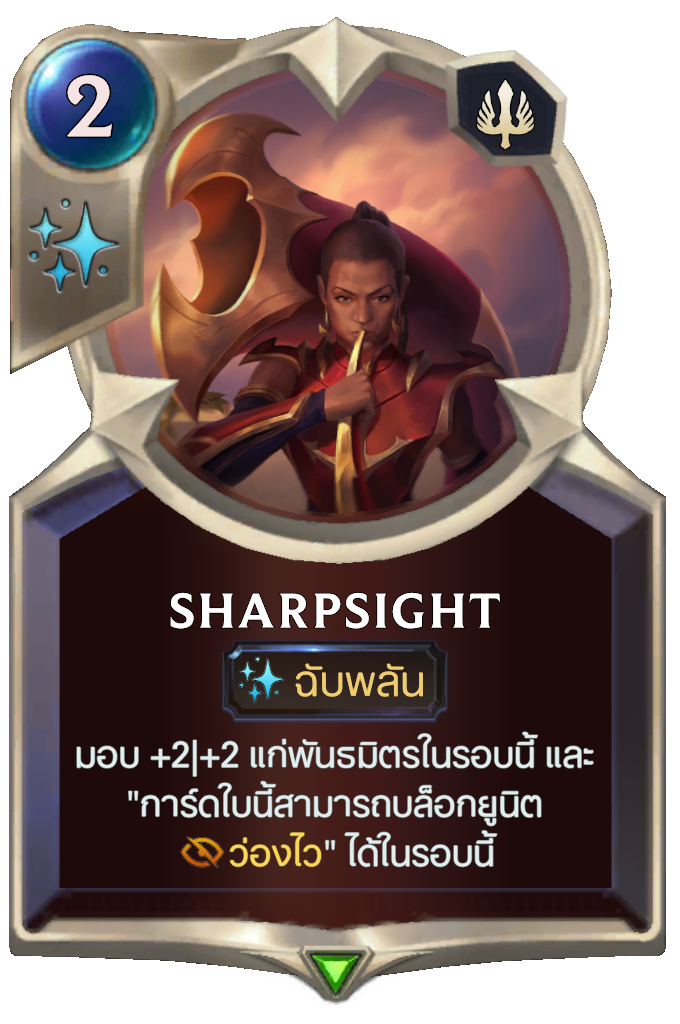 2
SHARPSIGHT
ฉับพลัน
มอบ +2|+2 แก่พันธมิตรในรอบนี้ และ
"การ์ดใบนี้สามารถบล็อกยูนิต
ว่องไว" ได้ในรอบนี้